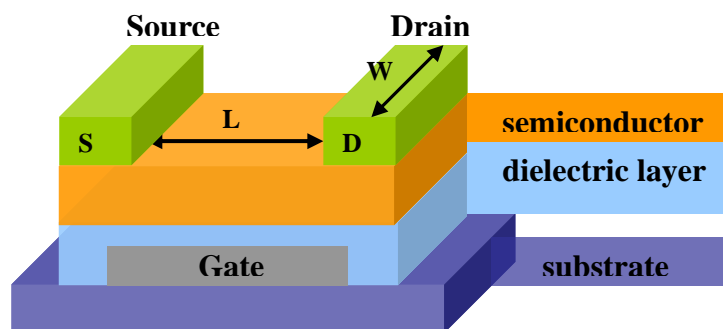 Source
Drain
W
L
S
D
semiconductor
dielectric layer
Gate
substrate